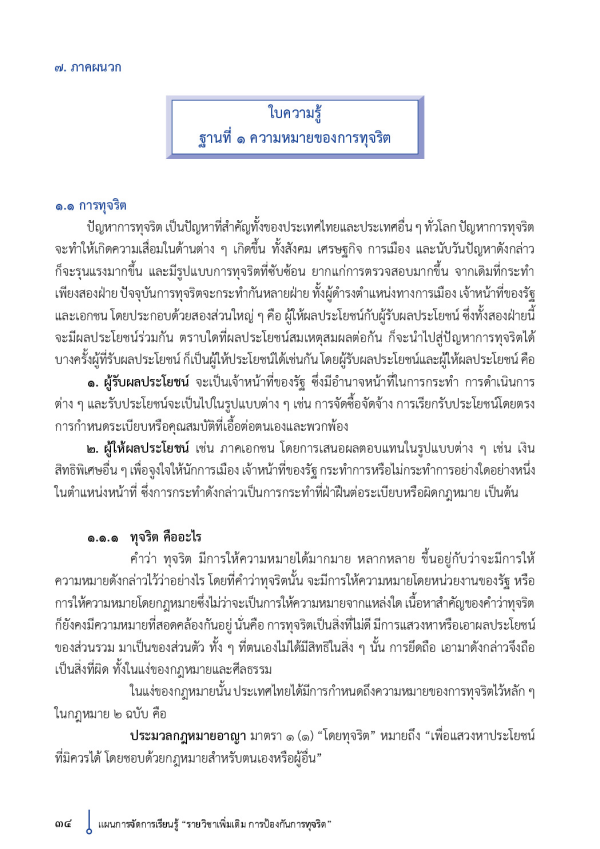 ๗. ภาคผนวก
ใบความรู้
ฐานที่ ๑ ความหมายของการทุจริต
๑.๑ การทุจริต
ปัญหาการทุจริต เป็นปัญหาที่สำคัญทั้งของประเทศไทยและประเทศอื่น ๆ ทั่วโลก ปัญหาการทุจริต
จะทำให้เกิดความเสื่อมในด้านต่าง ๆ เกิดขึ้น ทั้งสังคม เศรษฐกิจ การเมือง และนับวันปัญหาดังกล่าว
ก็จะรุนแรงมากขึ้น และมีรูปแบบการทุจริตที่ซับซ้อน ยากแก่การตรวจสอบมากขึ้น จากเดิมที่กระทำ
เพียงสองฝ่าย ปัจจุบันการทุจริตจะกระทำกันหลายฝ่าย ทั้งผู้ดำรงตำแหน่งทางการเมือง เจ้าหน้าที่ของรัฐ
และเอกชน โดยประกอบด้วยสองส่วนใหญ่ ๆ คือ ผู้ให้ผลประโยชน์กับผู้รับผลประโยชน์ ซึ่งทั้งสองฝ่ายนี้
จะมีผลประโยชน์ร่วมกัน ตราบใดที่ผลประโยชน์สมเหตุสมผลต่อกัน ก็จะนำไปสู่ปัญหาการทุจริตได้
บางครั้งผู้ที่รับผลประโยชน์ ก็เป็นผู้ให้ประโยชน์ได้เช่นกัน โดยผู้รับผลประโยชน์และผู้ให้ผลประโยชน์ คือ
๑. ผู้รับผลประโยชน์ จะเป็นเจ้าหน้าที่ของรัฐ ซึ่งมีอำนาจหน้าที่ในการกระทำ การดำเนินการ
ต่าง ๆ และรับประโยชน์จะเป็นไปในรูปแบบต่าง ๆ เช่น การจัดซื้อจัดจ้าง การเรียกรับประโยชน์โดยตรง
การกำหนดระเบียบหรือคุณสมบัติที่เอื้อต่อตนเองและพวกพ้อง
๒. ผู้ให้ผลประโยชน์ เช่น ภาคเอกชน โดยการเสนอผลตอบแทนในรูปแบบต่าง ๆ เช่น เงิน
สิทธิพิเศษอื่น ๆ เพื่อจูงใจให้นักการเมือง เจ้าหน้าที่ของรัฐ กระทำการหรือไม่กระทำการอย่างใดอย่างหนึ่ง
ในตำแหน่งหน้าที่ ซึ่งการกระทำดังกล่าวเป็นการกระทำที่ฝ่าฝืนต่อระเบียบหรือผิดกฎหมาย เป็นต้น
๑.๑.๑ ทุจริต คืออะไร
คำว่า ทุจริต มีการให้ความหมายได้มากมาย หลากหลาย ขึ้นอยู่กับว่าจะมีการให้
ความหมายดังกล่าวไว้ว่าอย่างไร โดยที่คำว่าทุจริตนั้น จะมีการให้ความหมายโดยหน่วยงานของรัฐ หรือ
การให้ความหมายโดยกฎหมายซึ่งไม่ว่าจะเป็นการให้ความหมายจากแหล่งใด เนื้อหาสำคัญของคำว่าทุจริต
ก็ยังคงมีความหมายที่สอดคล้องกันอยู่ นั่นคือ การทุจริตเป็นสิ่งที่ไม่ดี มีการแสวงหาหรือเอาผลประโยชน์
ของส่วนรวม มาเป็นของส่วนตัว ทั้ง ๆ ที่ตนเองไม่ได้มีสิทธิในสิ่ง ๆ นั้น การยึดถือ เอามาดังกล่าวจึงถือ
เป็นสิ่งที่ผิด ทั้งในแง่ของกฎหมายและศีลธรรม
ในแง่ของกฎหมายนั้น ประเทศไทยได้มีการกำหนดถึงความหมายของการทุจริตไว้หลัก ๆ
ในกฎหมาย ๒ ฉบับ คือ
ประมวลกฎหมายอาญา มาตรา ๑ (๑) “โดยทุจริต” หมายถึง “เพื่อแสวงหาประโยชน์
ที่มิควรได้ โดยชอบด้วยกฎหมายสำหรับตนเองหรือผู้อื่น”
๓๔ แผนการจัดการเรียนรู้ “รายวิชาเพิ่มเติม การป้องกันการทุจริต”